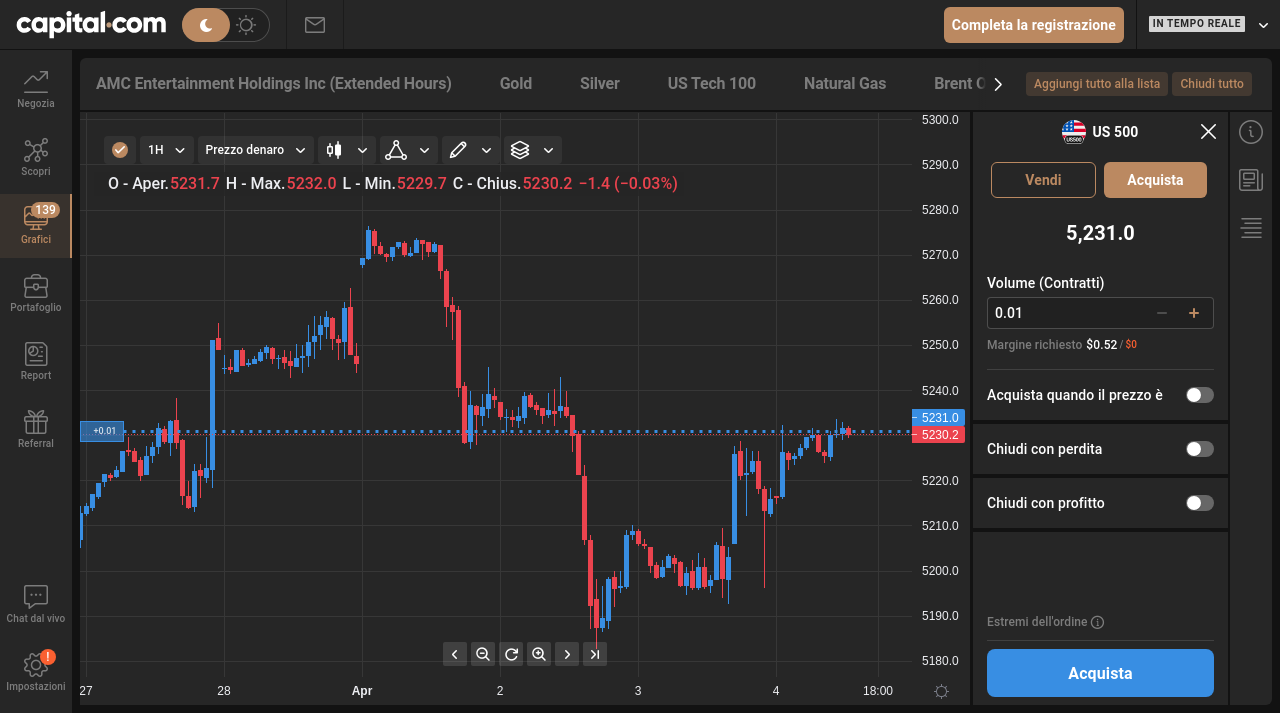 capital.com
Completa la registrazione
IN TEMPO REALE
Negozia
Scopri
139
Grafici
Portafoglio
Report
Referral
Chat dal vivo
!
Impostazioni
AMC Entertainment Holdings Inc (Extended Hours) Gold Silver US Tech 100 Natural Gas Brent
Aggiungi tutto alla lista Chiudi tutto
1H Prezzo denaro
O - Aper.5231.7 H - Max.5232.0 L - Min.5229.7 C - Chius.5230.2 −1.4 (−0.03%)
+0.01
5300.0
5290.0
5280.0
5270.0
5260.0
5250.0
5240.0
5231.0
5230.2
5220.0
5210.0
5200.0
5190.0
5180.0
27 28 Apr 2 3 4 18:00
US500
US 500
Vendi Acquista
5,231.0
Volume (Contratti)
0.01 − +
Margine richiesto $0.52 / $0
Acquista quando il prezzo è
Chiudi con perdita
Chiudi con profitto
Estremi dell'ordine
Acquista